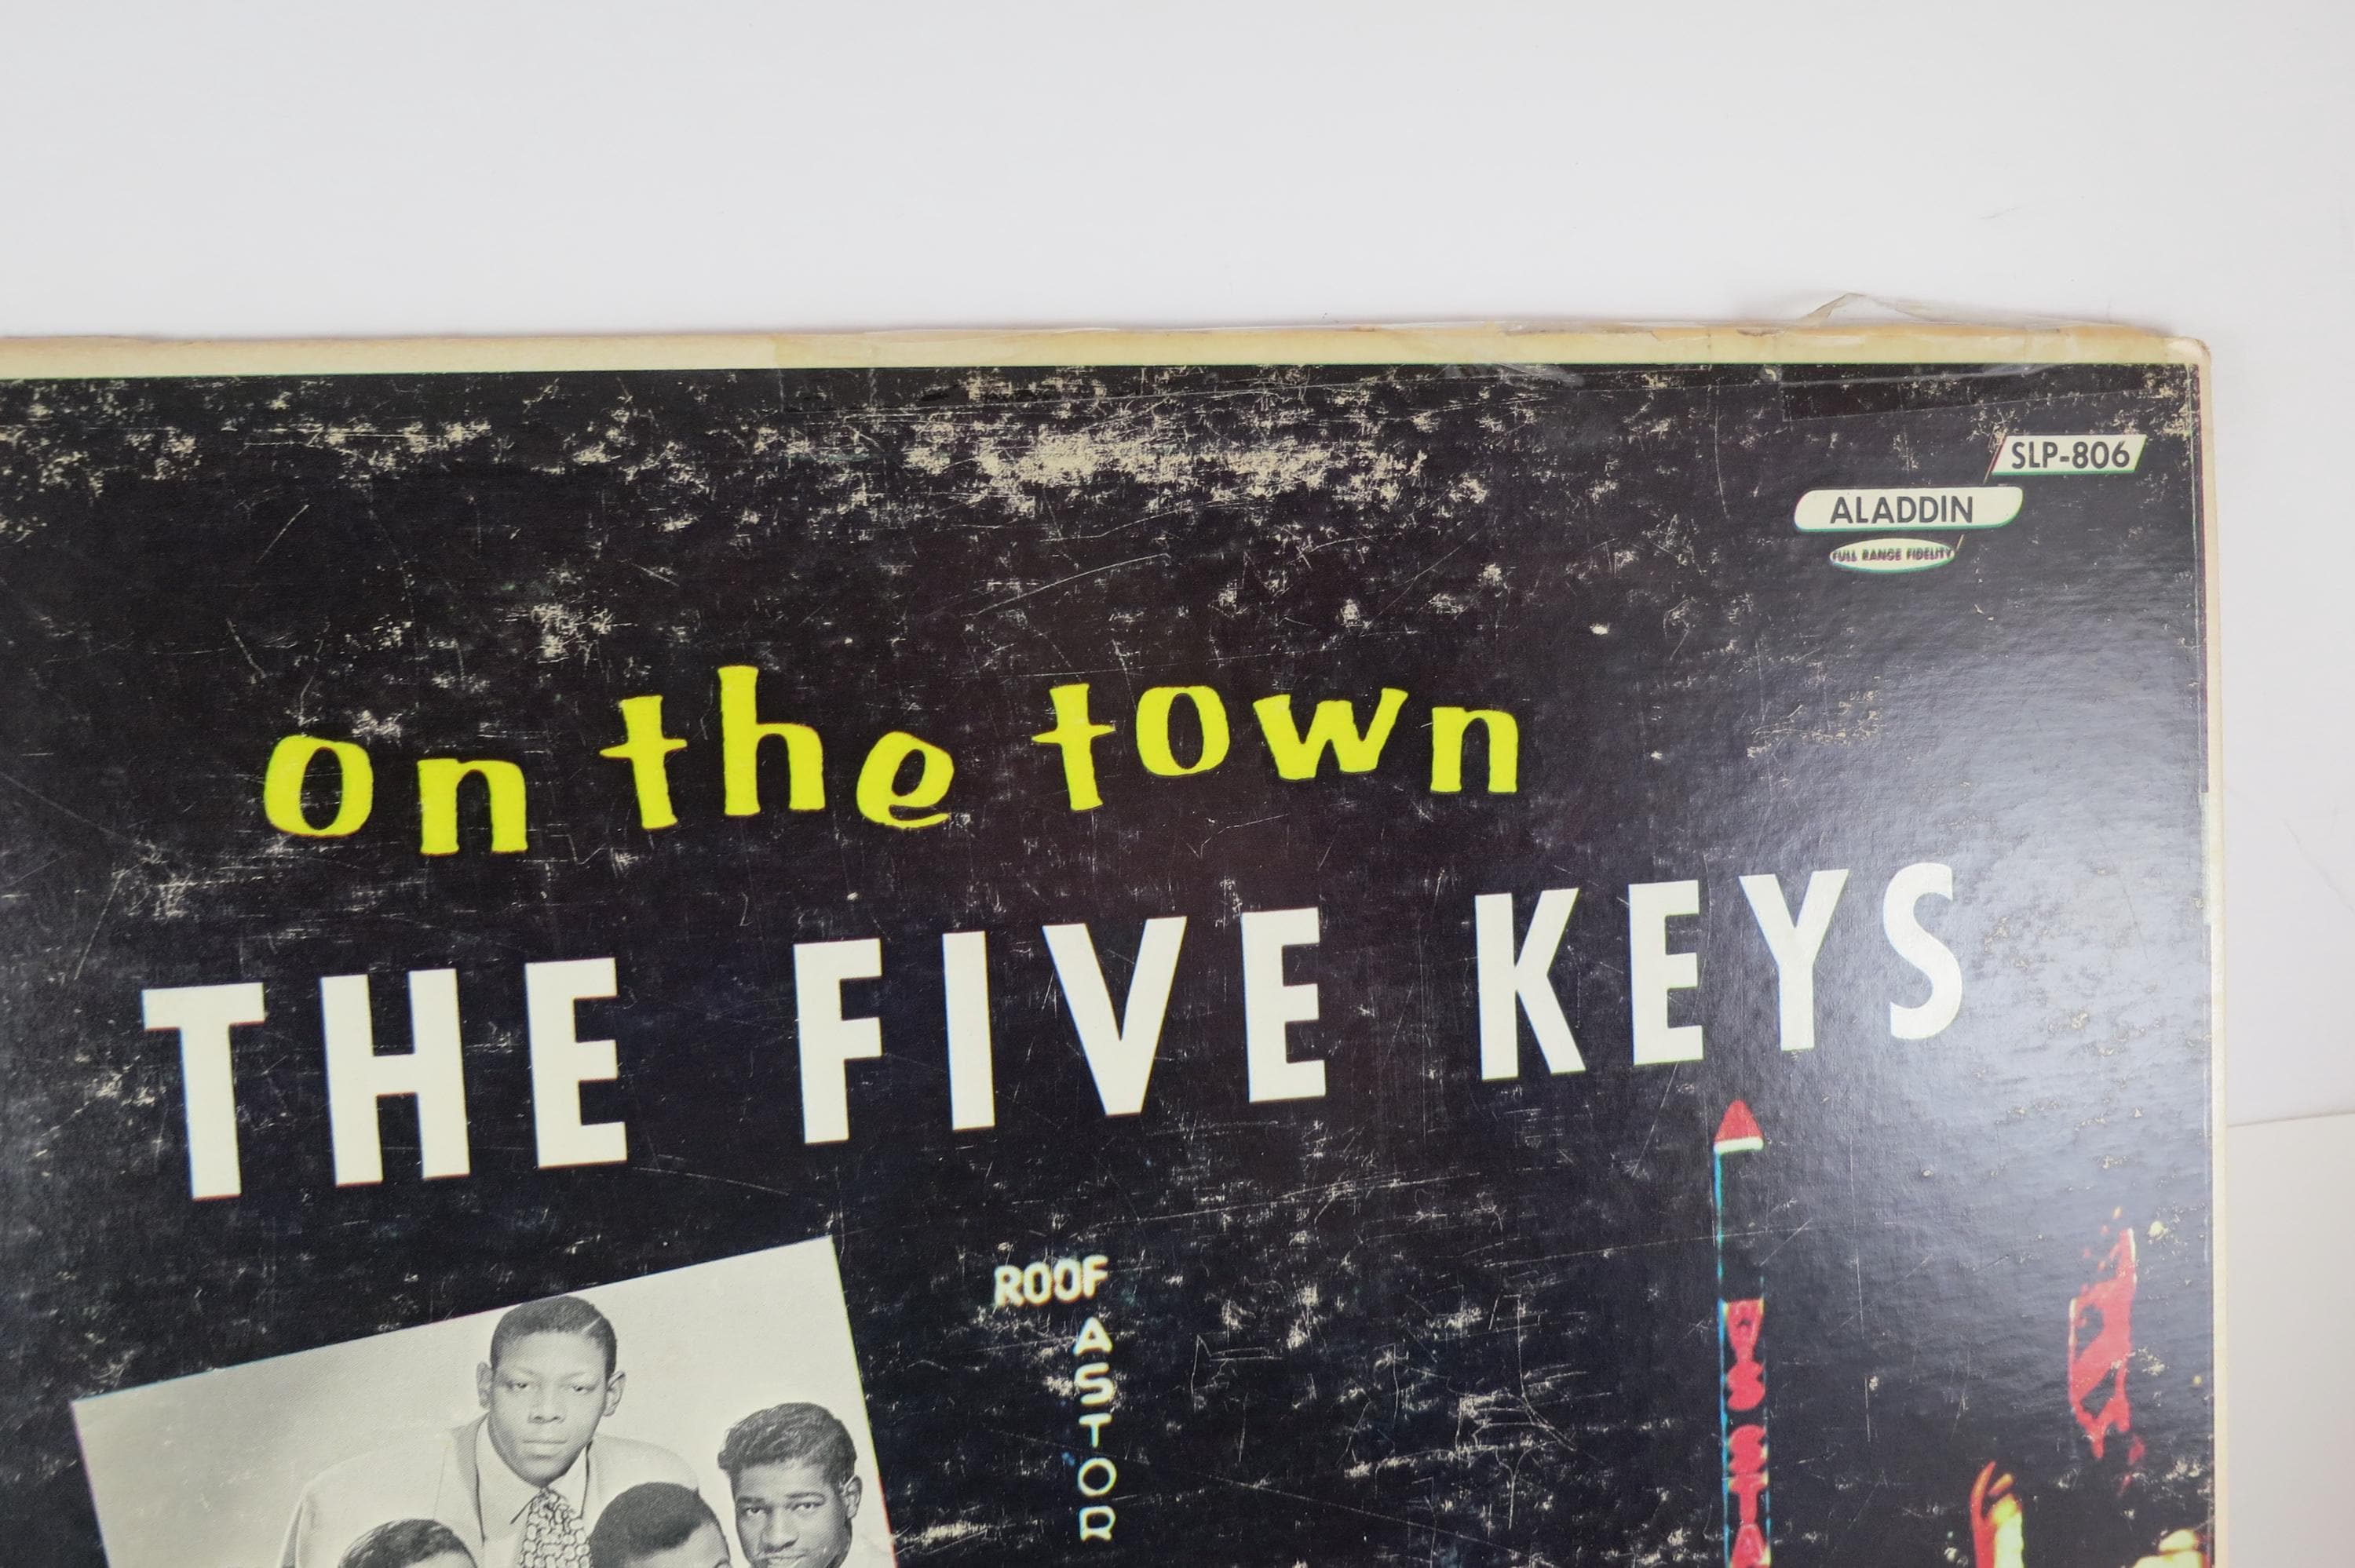 SLP-806
ALADDIN
FULL RANGE FIDELITY
on the town
THE FIVE KEYS
ROOF
ASTOR